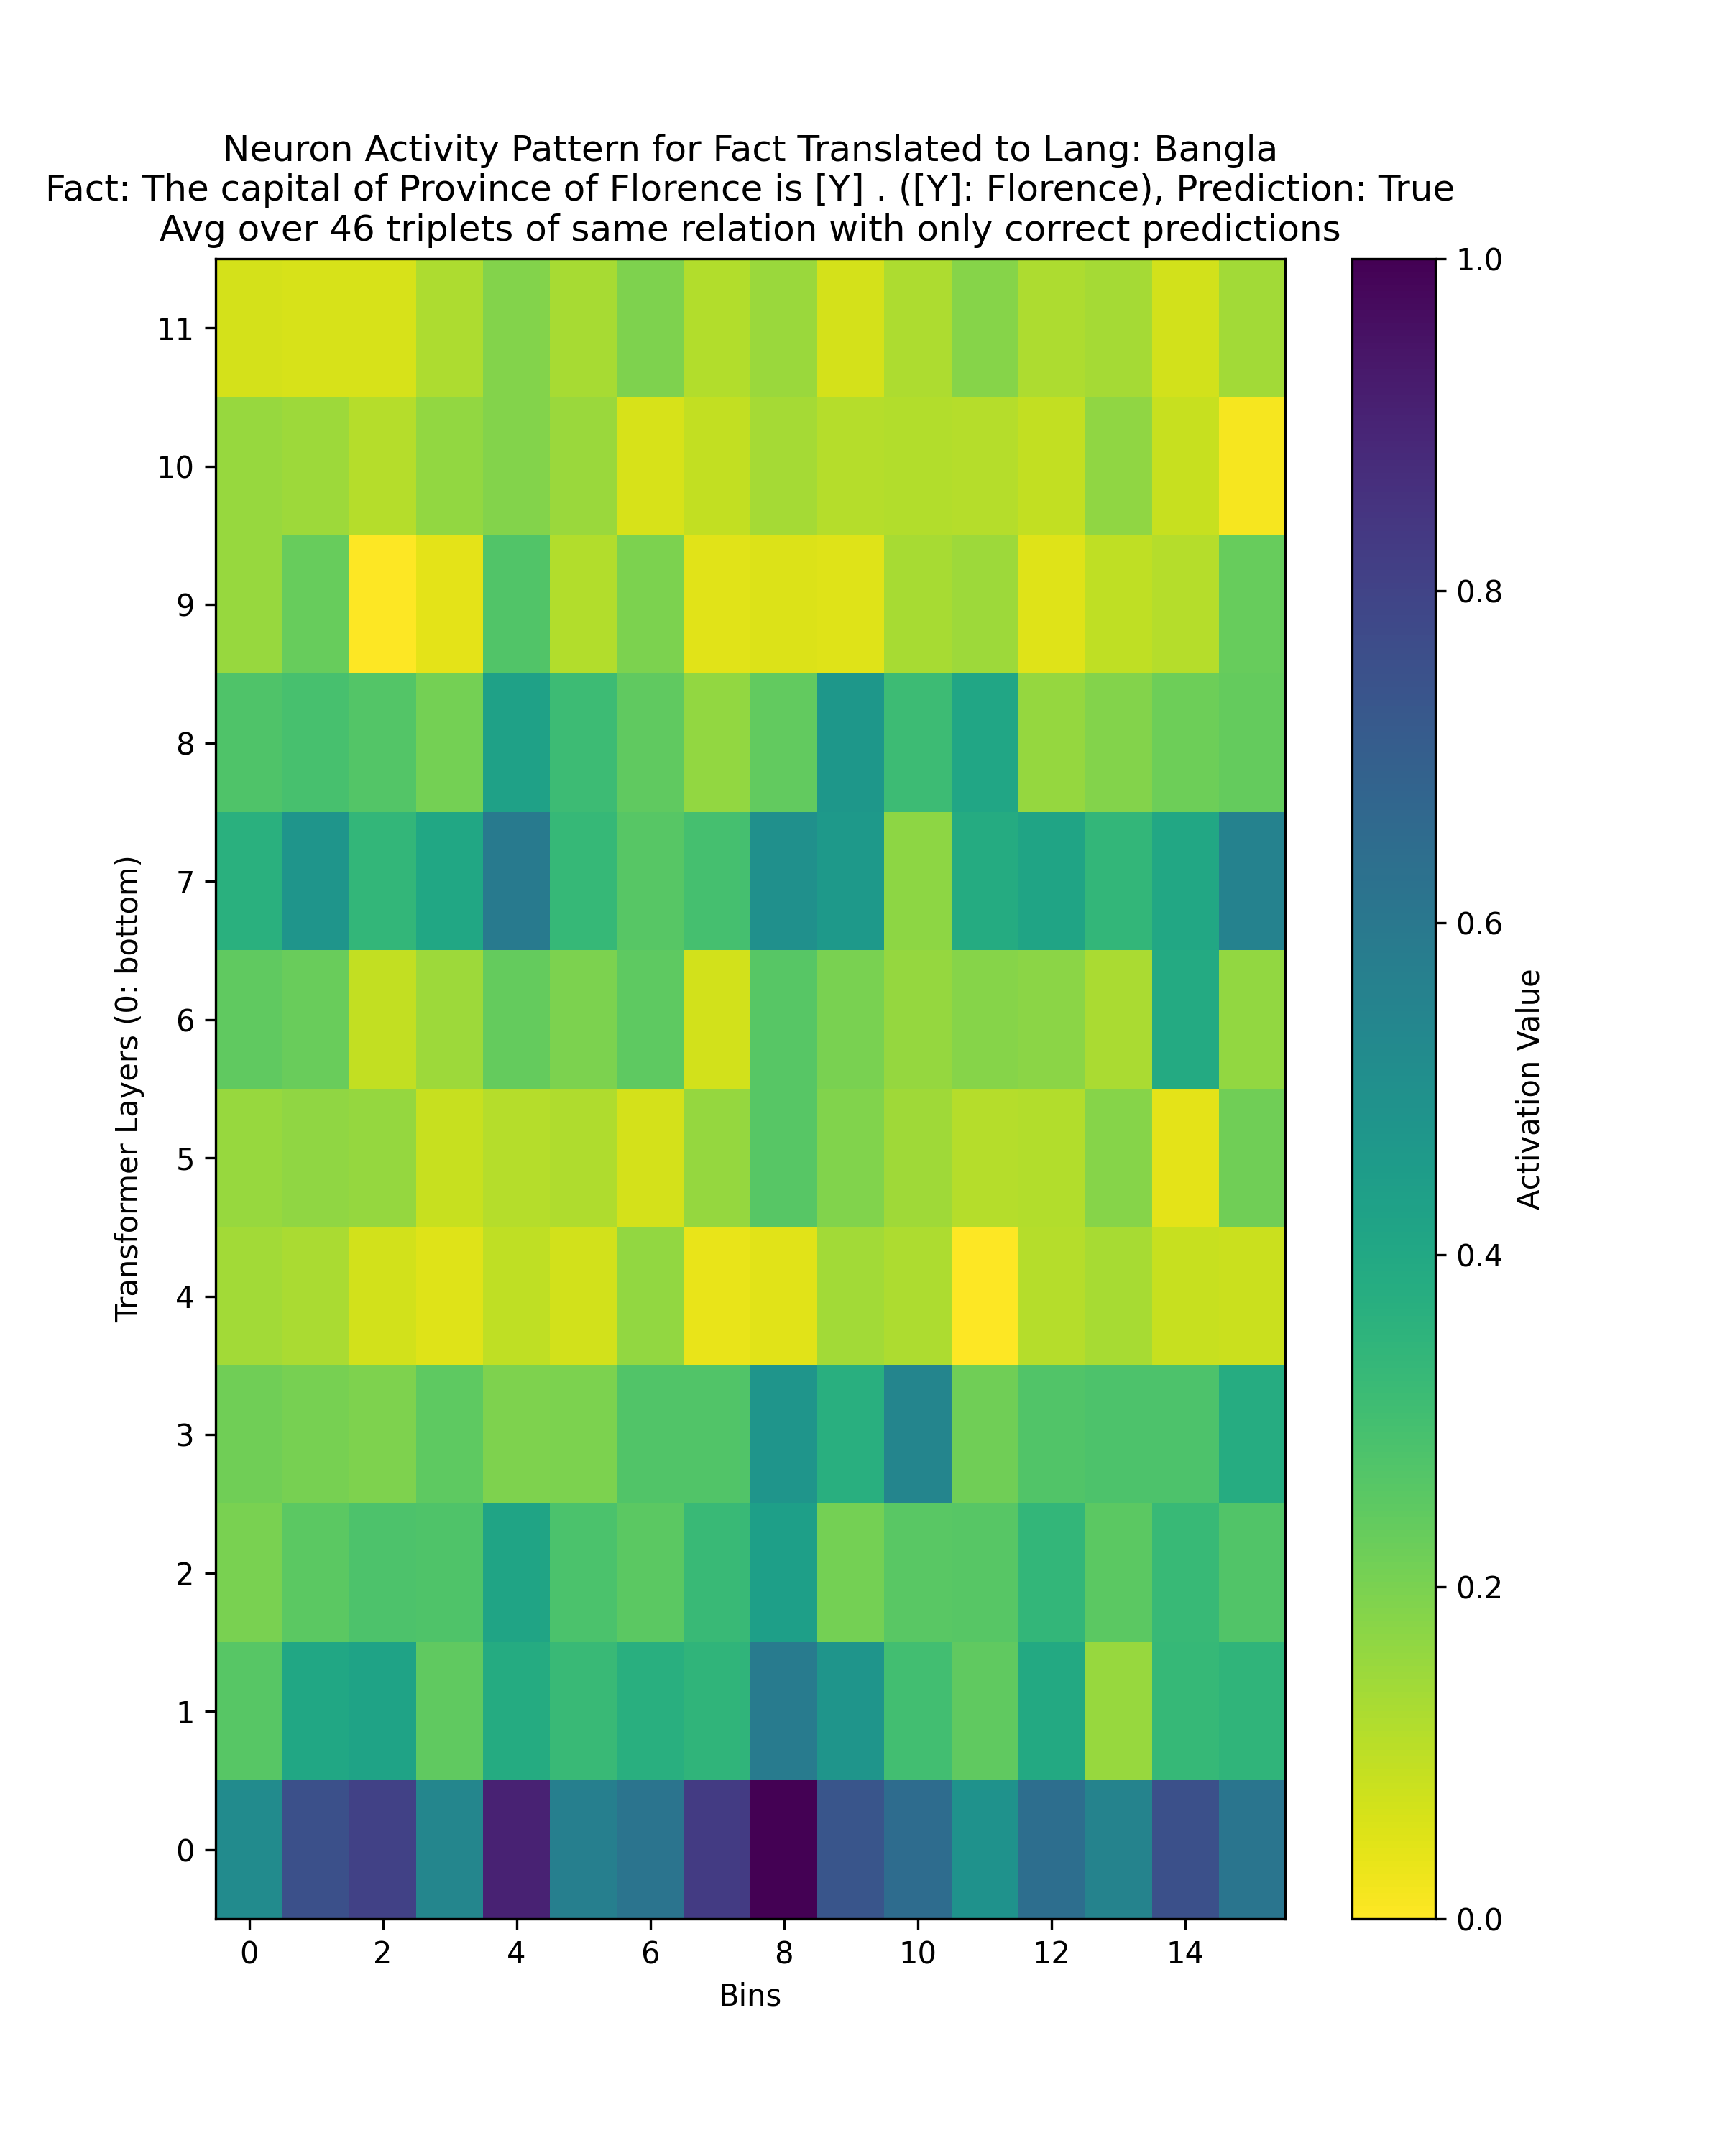 Neuron Activity Pattern for Fact Translated to Lang: Bangla
Fact: The capital of Province of Florence is [Y] . ([Y]: Florence), Prediction: True
Avg over 46 triplets of same relation with only correct predictions
11
10
9
8
7
6
5
4
3
2
1
0
Transformer Layers (0: bottom)
0 2 4 6 8 10 12 14
Bins
1.0
0.8
0.6
0.4
0.2
0.0
Activation Value